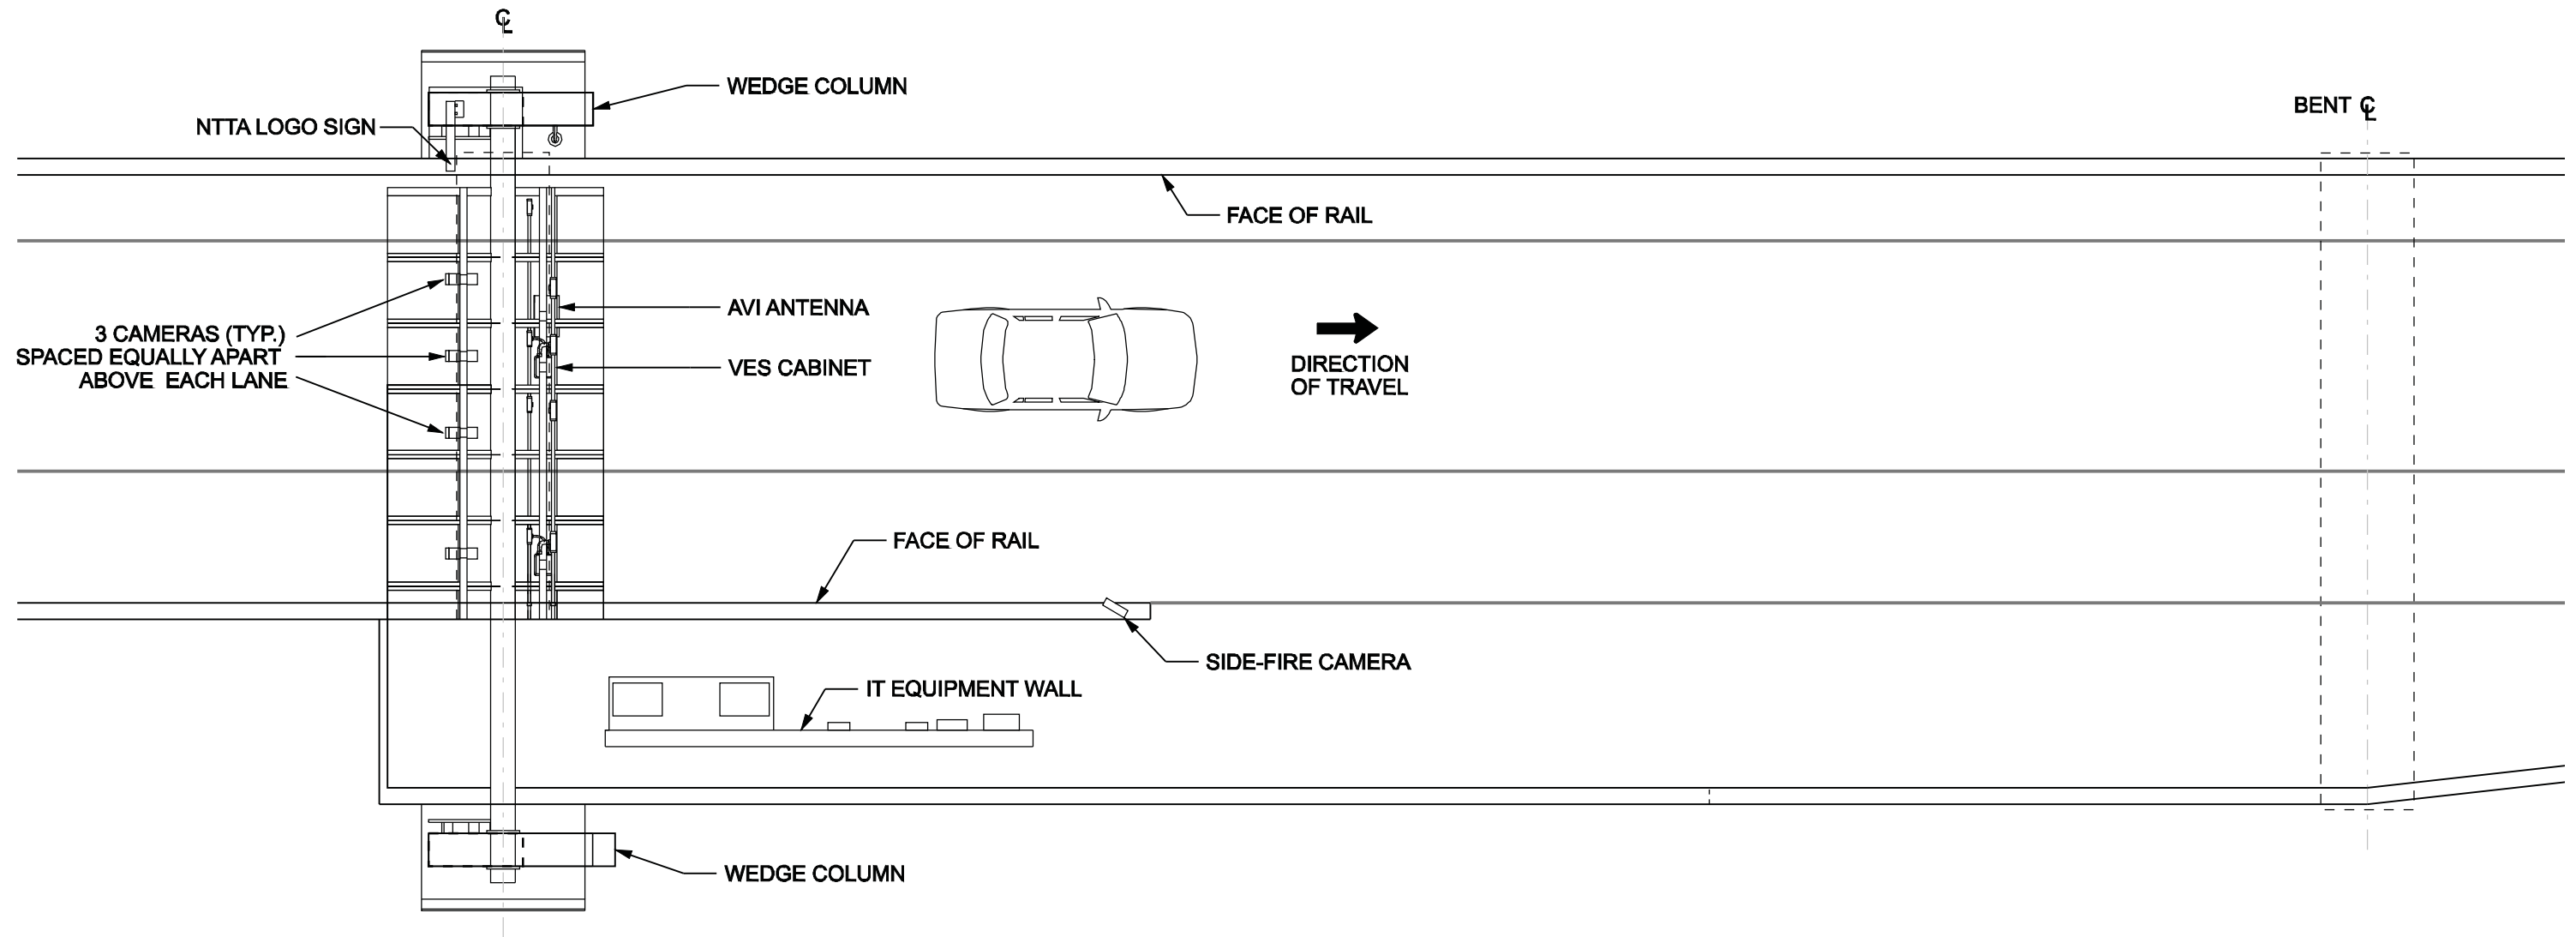 ℄
WEDGE COLUMN
NTTA LOGO SIGN
BENT ℄
FACE OF RAIL
AVI ANTENNA
3 CAMERAS (TYP.)
SPACED EQUALLY APART
ABOVE EACH LANE
VES CABINET
DIRECTION
OF TRAVEL
FACE OF RAIL
SIDE-FIRE CAMERA
IT EQUIPMENT WALL
WEDGE COLUMN